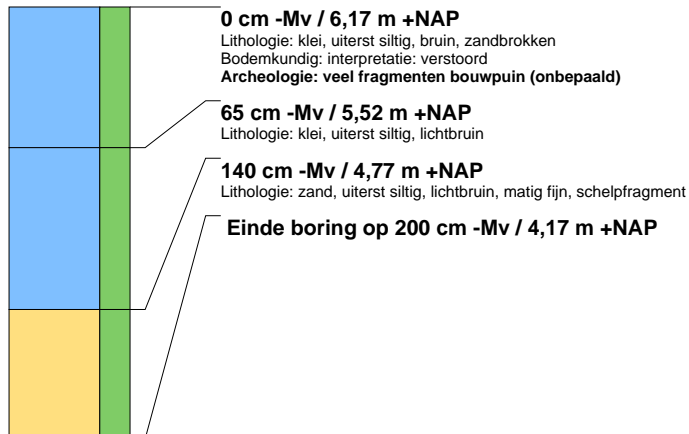 0 cm -Mv / 6,17 m +NAP
Lithologie: klei, uiterst siltig, bruin, zandbrokken
Bodemkundig: interpretatie: verstoord
Archeologie: veel fragmenten bouwpuin (onbepaald)
65 cm -Mv / 5,52 m +NAP
Lithologie: klei, uiterst siltig, lichtbruin
140 cm -Mv / 4,77 m +NAP
Lithologie: zand, uiterst siltig, lichtbruin, matig fijn, schelpfragment
Einde boring op 200 cm -Mv / 4,17 m +NAP